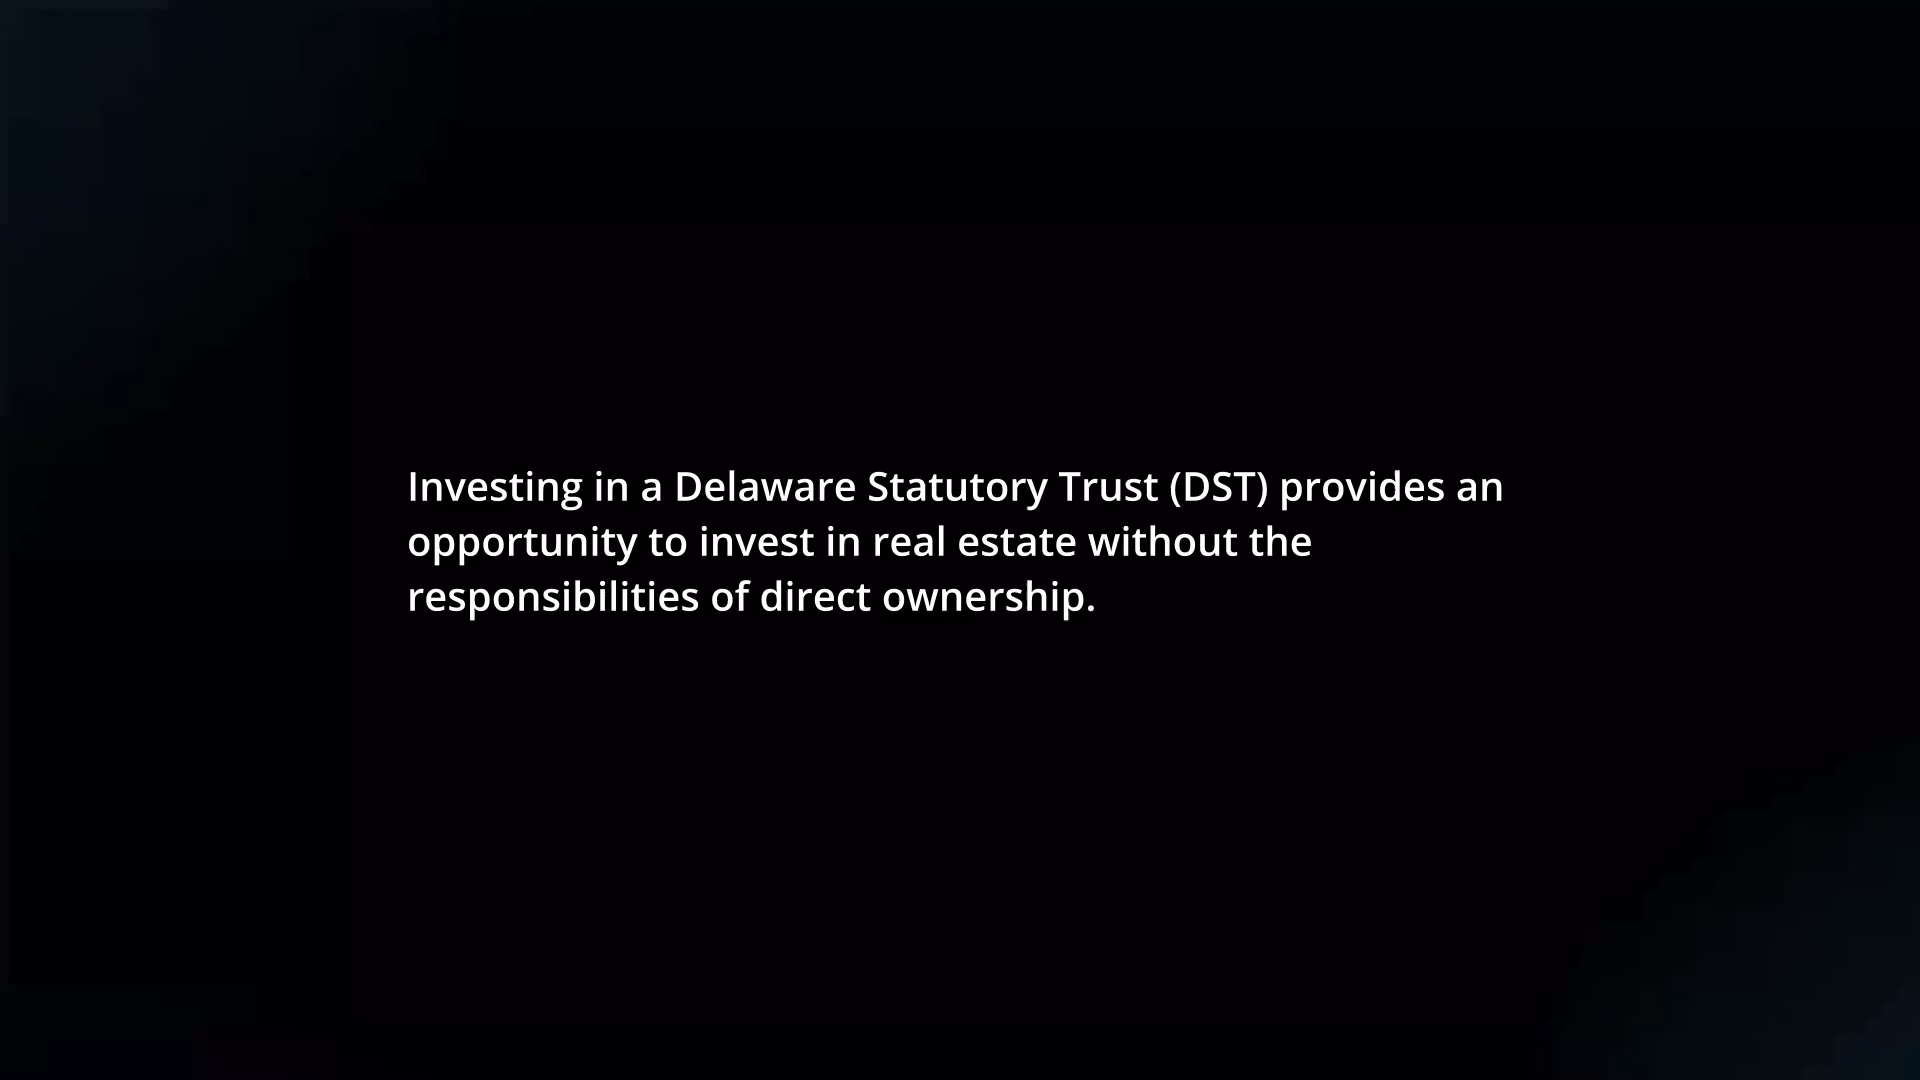 Investing in a Delaware Statutory Trust (DST) provides an
opportunity to invest in real estate without the
responsibilities of direct ownership.